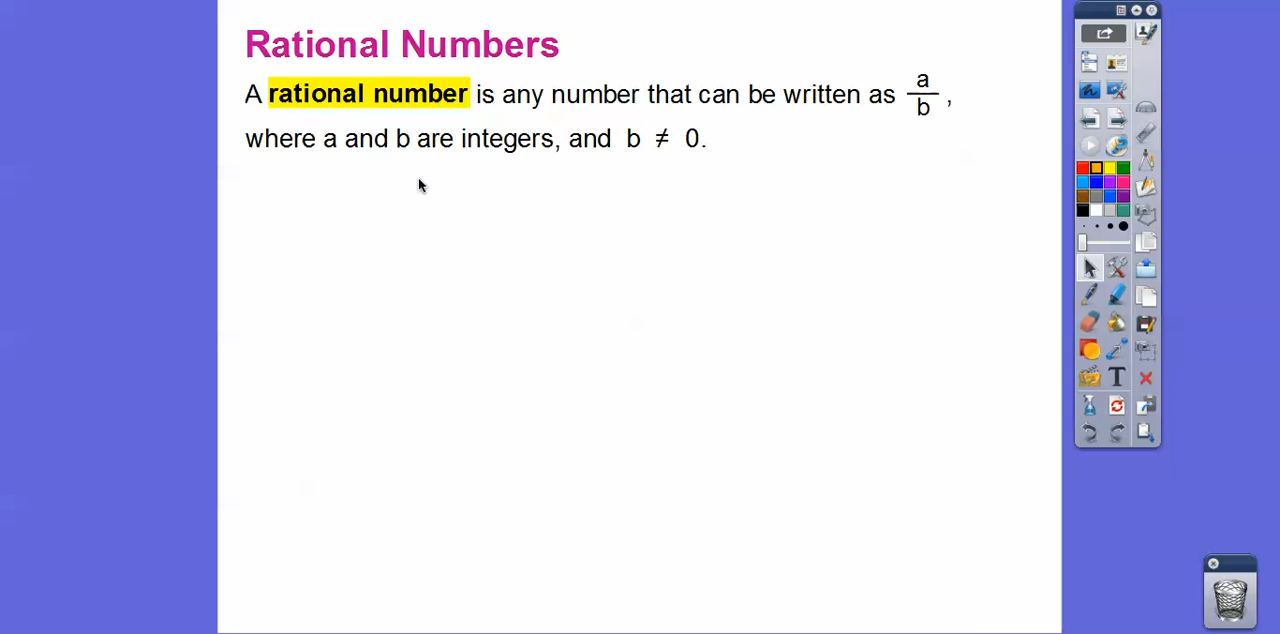 Rational Numbers
A rational number is any number that can be written as a/b ,
where a and b are integers, and b ≠ 0.